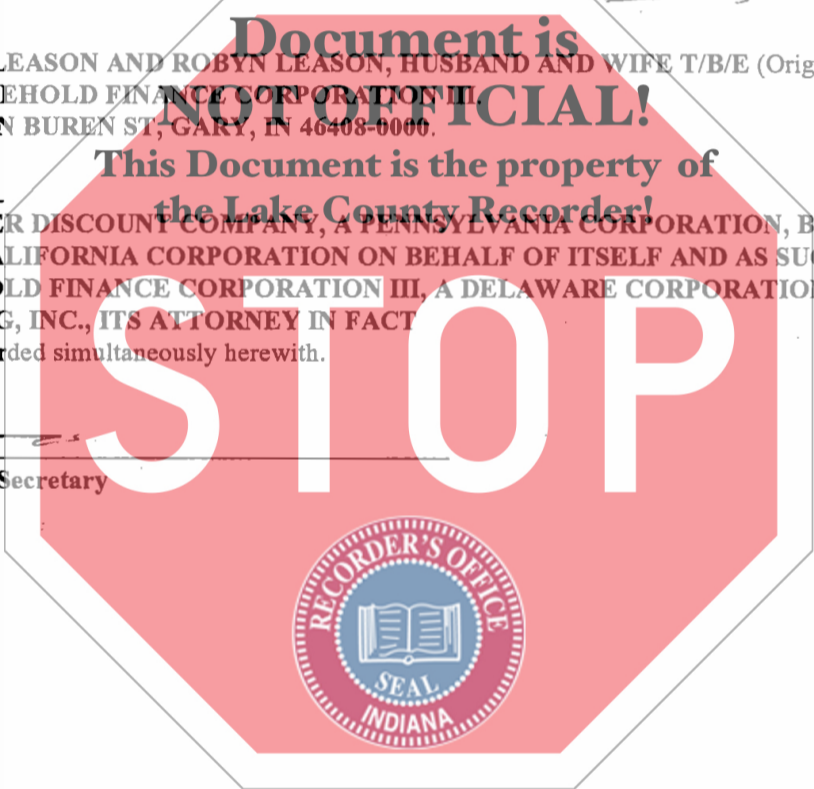 Document is
LEASON AND ROBYN LEASON, HUSBAND AND WIFE T/B/E (Orig
EHOLD FINANCE CORPORATION III.
NOT OFFICIAL!
N BUREN ST, GARY, IN 46408-0000.
This Document is the property of
the Lake County Recorder!
ER DISCOUNT COMPANY, A PENNSYLVANIA CORPORATION, B
ALIFORNIA CORPORATION ON BEHALF OF ITSELF AND AS SU
OLD FINANCE CORPORATION III, A DELAWARE CORPORATIO
G, INC., ITS ATTORNEY IN FACT
rded simultaneously herewith.
STOP
Secretary
RECORDER'S OFFICE
SEAL
INDIANA